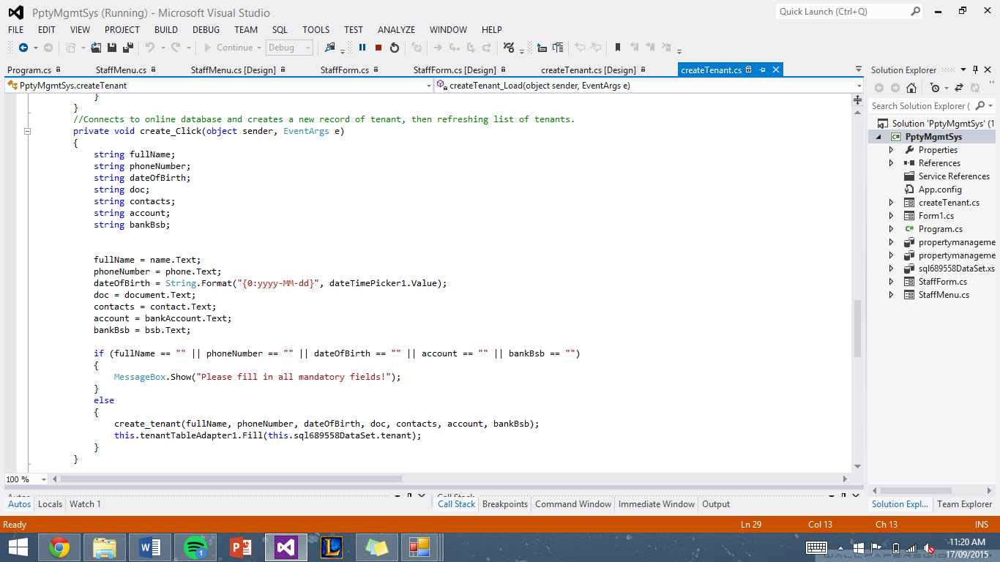 PptyMgmtSys (Running) - Microsoft Visual Studio
Quick Launch (Ctrl+Q)
FILE EDIT VIEW PROJECT BUILD DEBUG TEAM SQL TOOLS TEST ANALYZE WINDOW HELP
Continue Debug
Program.cs StaffMenu.cs StaffMenu.cs [Design] StaffForm.cs StaffForm.cs [Design] createTenant.cs [Design] createTenant.cs
PptyMgmtSys.createTenant createTenant_Load(object sender, EventArgs e)
}
}
//Connects to online database and creates a new record of tenant, then refreshing list of tenants.
private void create_Click(object sender, EventArgs e)
{
string fullName;
string phoneNumber;
string dateOfBirth;
string doc;
string contacts;
string account;
string bankBsb;
fullName = name.Text;
phoneNumber = phone.Text;
dateOfBirth = String.Format("{0:yyyy-MM-dd}", dateTimePicker1.Value);
doc = document.Text;
contacts = contact.Text;
account = bankAccount.Text;
bankBsb = bsb.Text;
if (fullName == "" || phoneNumber == "" || dateOfBirth == "" || account == "" || bankBsb == "")
{
MessageBox.Show("Please fill in all mandatory fields!");
}
else
{
create_tenant(fullName, phoneNumber, dateOfBirth, doc, contacts, account, bankBsb);
this.tenantTableAdapter1.Fill(this.sql689558DataSet.tenant);
}
}
100 %
Solution Explorer
Search Solution Explorer (
Solution 'PptyMgmtSys' (1
C# PptyMgmtSys
Properties
References
Service References
App.config
createTenant.cs
Form1.cs
C# Program.cs
propertymanageme
propertymanageme
sql689558DataSet.xs
StaffForm.cs
StaffMenu.cs
Autos Locals Watch 1
Call Stack Breakpoints Command Window Immediate Window Output
Solution Expl... Team Explorer
Ready Ln 29 Col 13 Ch 13 INS
1
11:20 AM
17/09/2015